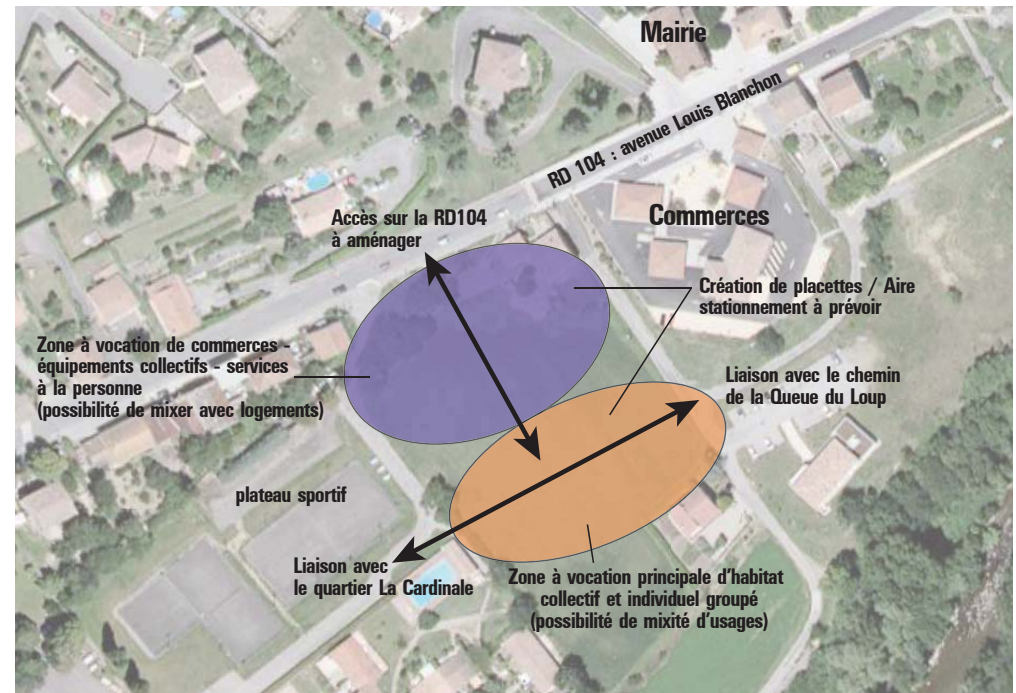 Mairie
RD 104 : avenue Louis Blanchon
Accès sur la RD104
à aménager
Commerces
Création de placettes / Aire
stationnement à prévoir
Zone à vocation de commerces -
équipements collectifs - services
à la personne
(possibilité de mixer avec logements)
Liaison avec le chemin
de la Queue du Loup
plateau sportif
Liaison avec
le quartier La Cardinale
Zone à vocation principale d'habitat
collectif et individuel groupé
(possibilité de mixité d'usages)